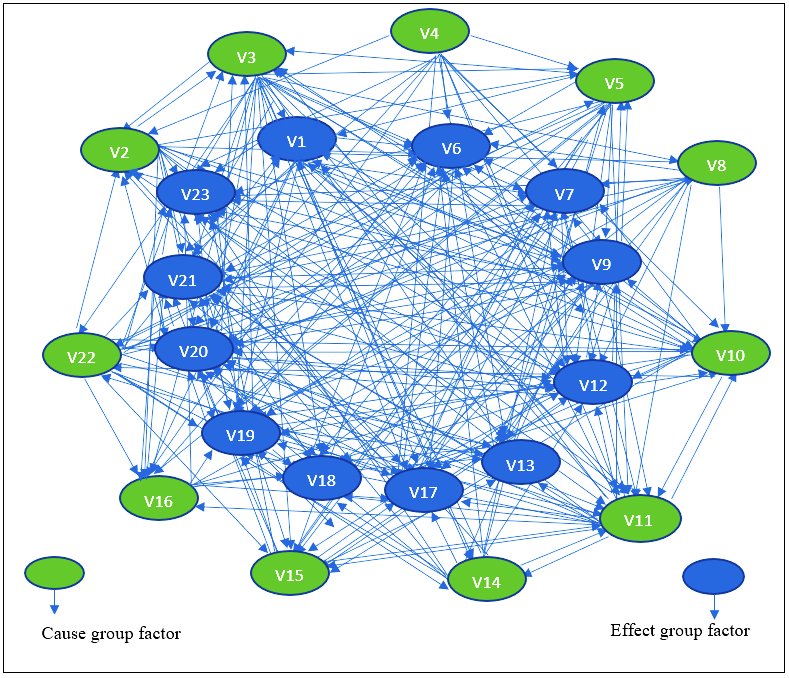 V4
V3
V5
V1
V6
V2
V8
V23
V7
V9
V21
V20
V22
V10
V12
V19
V13
V18
V17
V16
V11
V15
V14
Cause group factor
Effect group factor